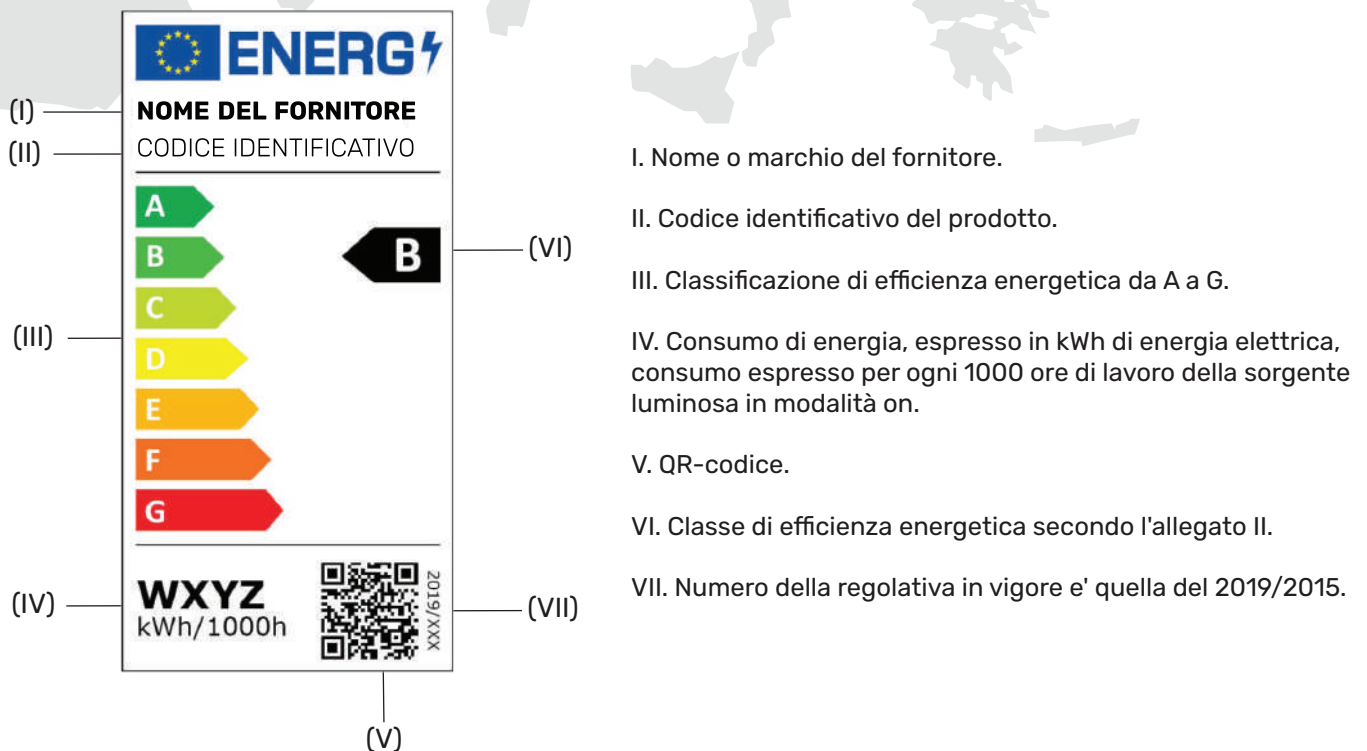 ENERG
(I)
NOME DEL FORNITORE
(II)
CODICE IDENTIFICATIVO
A
B
B
(VI)
C
(III)
D
E
F
G
(IV)
WXYZ
kWh/1000h
2019/XXX
(VII)
(V)
I. Nome o marchio del fornitore.
II. Codice identificativo del prodotto.
III. Classificazione di efficienza energetica da A a G.
IV. Consumo di energia, espresso in kWh di energia elettrica,
consumo espresso per ogni 1000 ore di lavoro della sorgente
luminosa in modalità on.
V. QR-codice.
VI. Classe di efficienza energetica secondo l'allegato II.
VII. Numero della regolativa in vigore e' quella del 2019/2015.